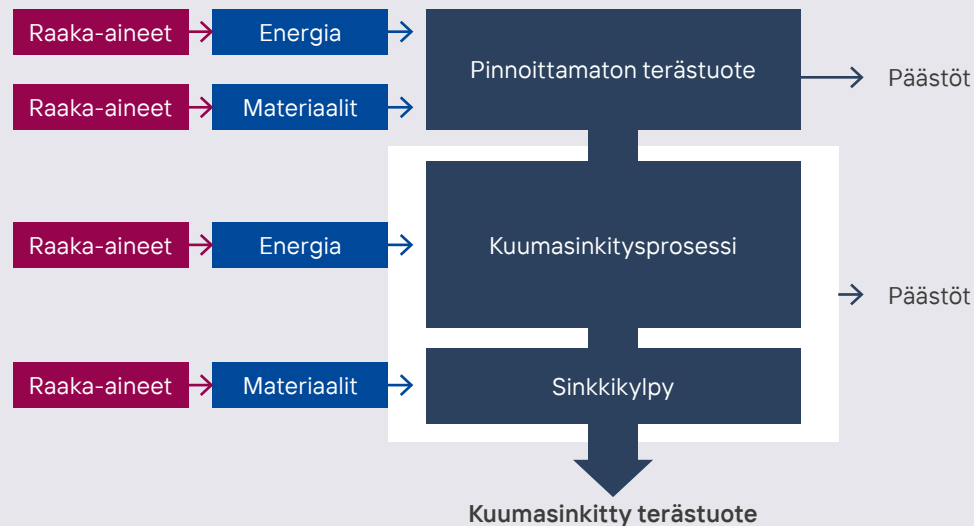 Raaka-aineet
Energia
Pinnoittamaton terästuote
Päästöt
Raaka-aineet
Materiaalit
Raaka-aineet
Energia
Kuumasinkitysprosessi
Päästöt
Raaka-aineet
Materiaalit
Sinkkikylpy
Kuumasinkitty terästuote